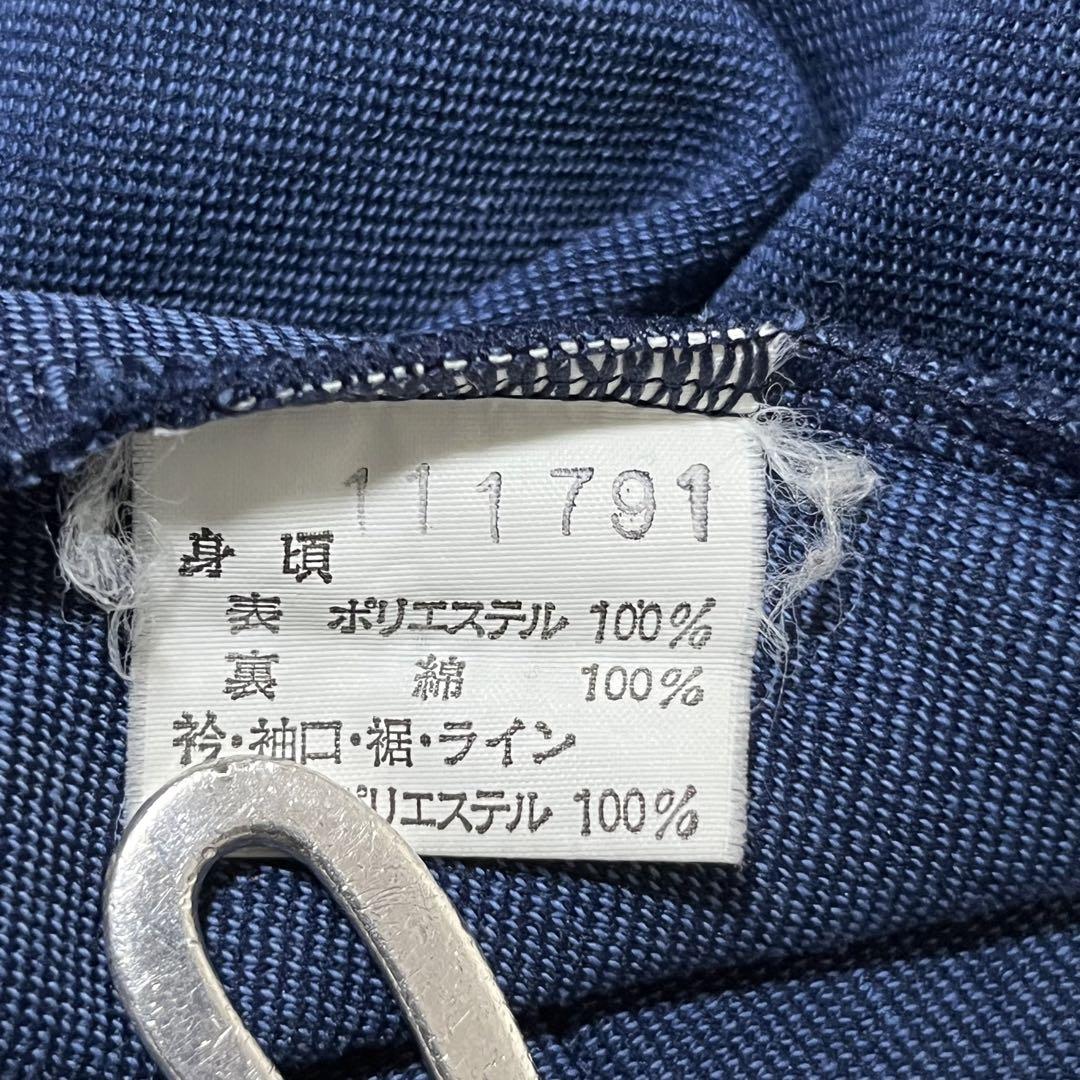 111791
身頃
表 ポリエステル 100%
裏 綿 100%
衿・袖口・裾・ライン
ポリエステル 100%